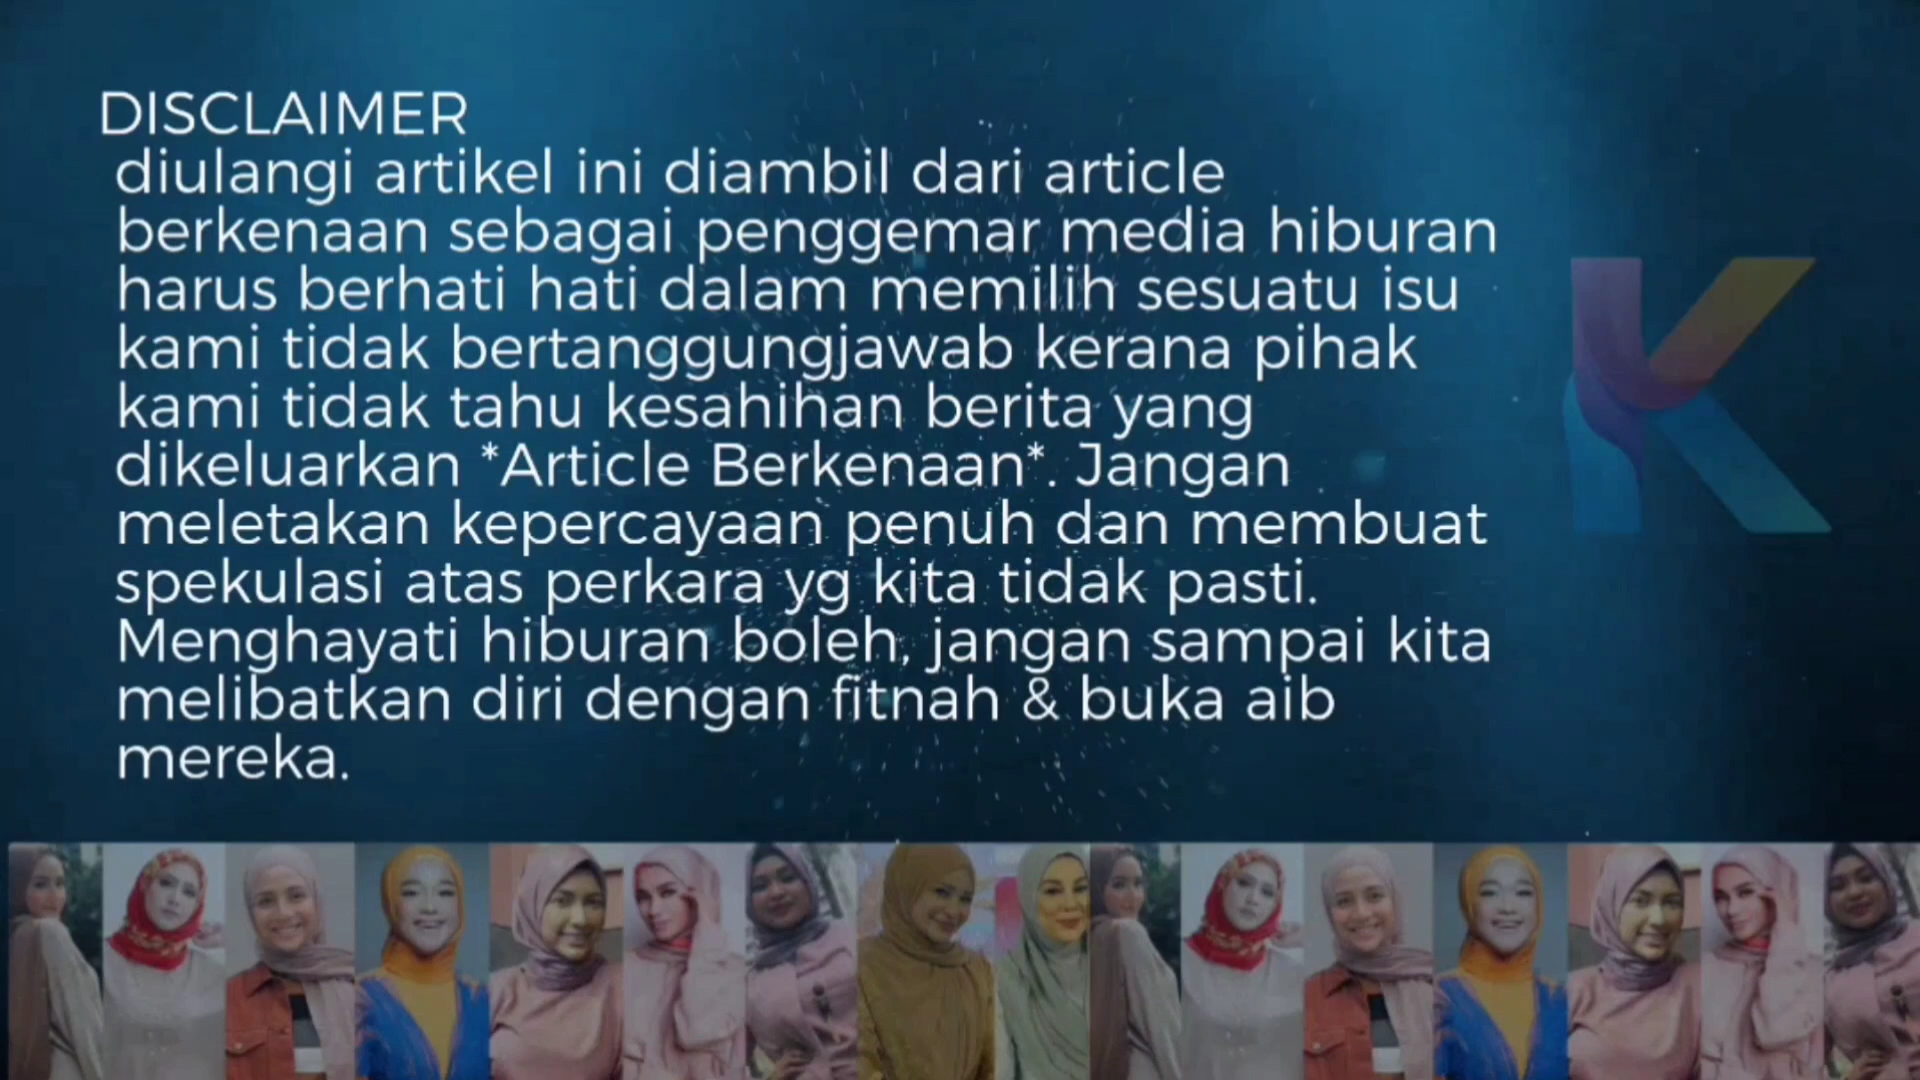 DISCLAIMER
diulangi artikel ini diambil dari article
berkenaan sebagai penggemar media hiburan
harus berhati hati dalam memilih sesuatu isu
kami tidak bertanggungjawab kerana pihak
kami tidak tahu kesahihan berita yang
dikeluarkan *Article Berkenaan*. Jangan
meletakan kepercayaan penuh dan membuat
spekulasi atas perkara yg kita tidak pasti.
Menghayati hiburan boleh, jangan sampai kita
melibatkan diri dengan fitnah & buka aib
mereka.
K